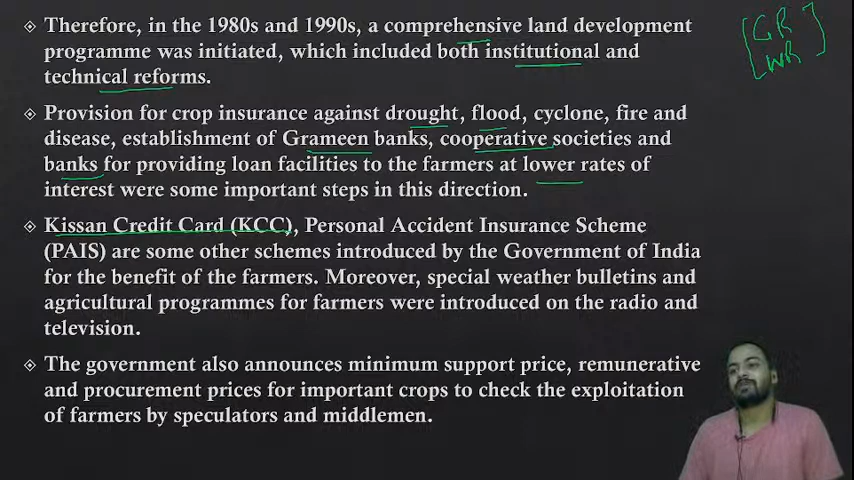 Therefore, in the 1980s and 1990s, a comprehensive land development
programme was initiated, which included both institutional and
technical reforms.
Provision for crop insurance against drought, flood, cyclone, fire and
disease, establishment of Grameen banks, cooperative societies and
banks for providing loan facilities to the farmers at lower rates of
interest were some important steps in this direction.
Kissan Credit Card (KCC), Personal Accident Insurance Scheme
(PAIS) are some other schemes introduced by the Government of India
for the benefit of the farmers. Moreover, special weather bulletins and
agricultural programmes for farmers were introduced on the radio and
television.
The government also announces minimum support price, remunerative
and procurement prices for important crops to check the exploitation
of farmers by speculators and middlemen.
GR
WR